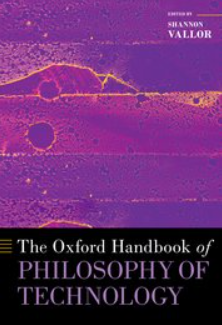 EDITED BY
SHANNON
VALLOR
The Oxford Handbook of
PHILOSOPHY OF
TECHNOLOGY